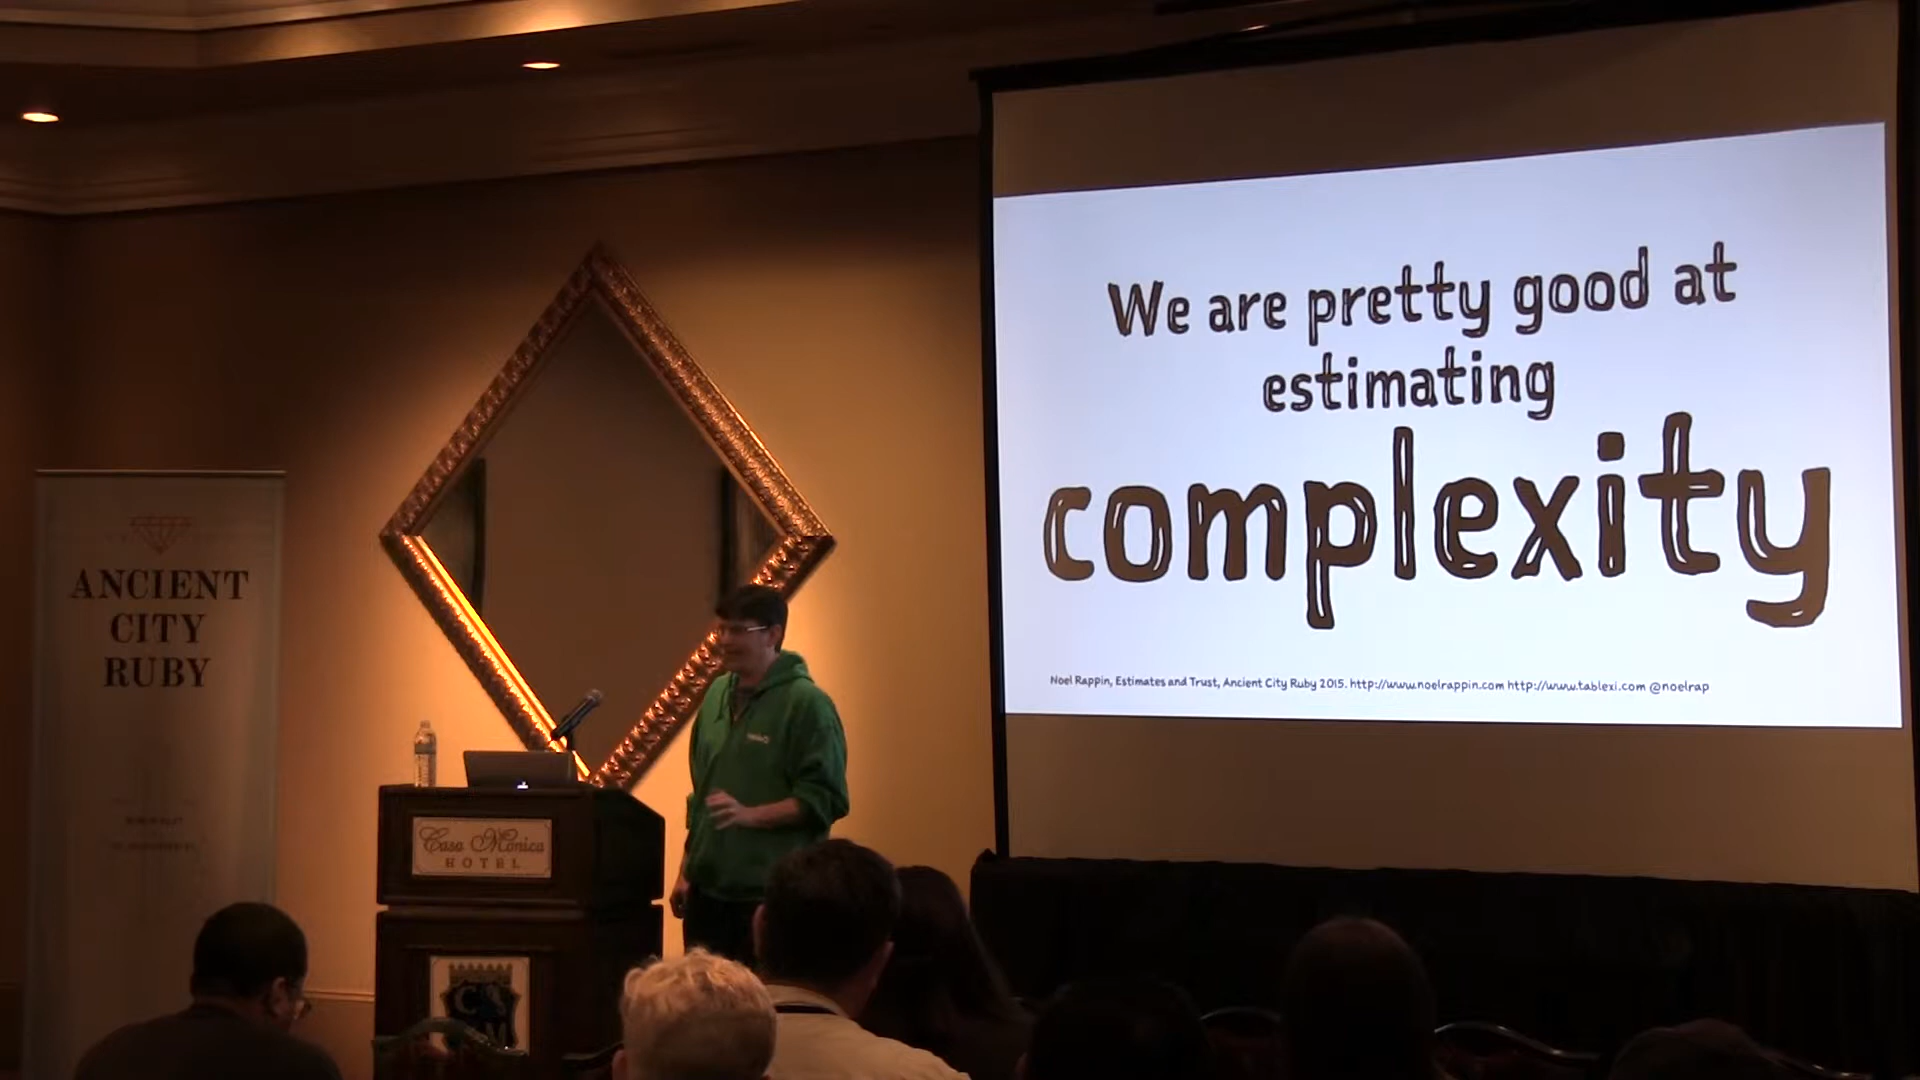 We are pretty good at
estimating
complexity
Noel Rappin, Estimates and Trust, Ancient City Ruby 2015. http://www.noelrappin.com http://www.tablexi.com @noelrap
ANCIENT
CITY
RUBY
Casa Monica
HOTEL